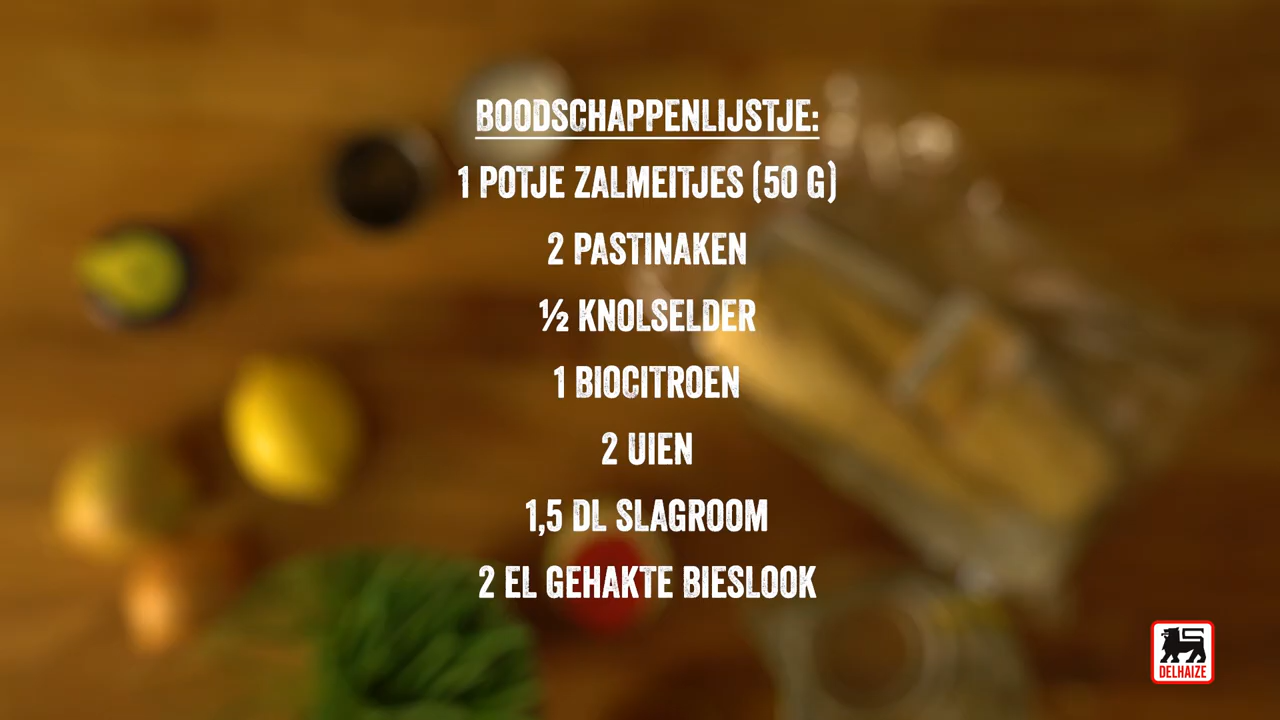 BOODSCHAPPENLIJSTJE:
1 POTJE ZALMEITJES (50 G)
2 PASTINAKEN
½ KNOLSELDER
1 BIOCITROEN
2 UIEN
1,5 DL SLAGROOM
2 EL GEHAKTE BIESLOOK
DELHAIZE